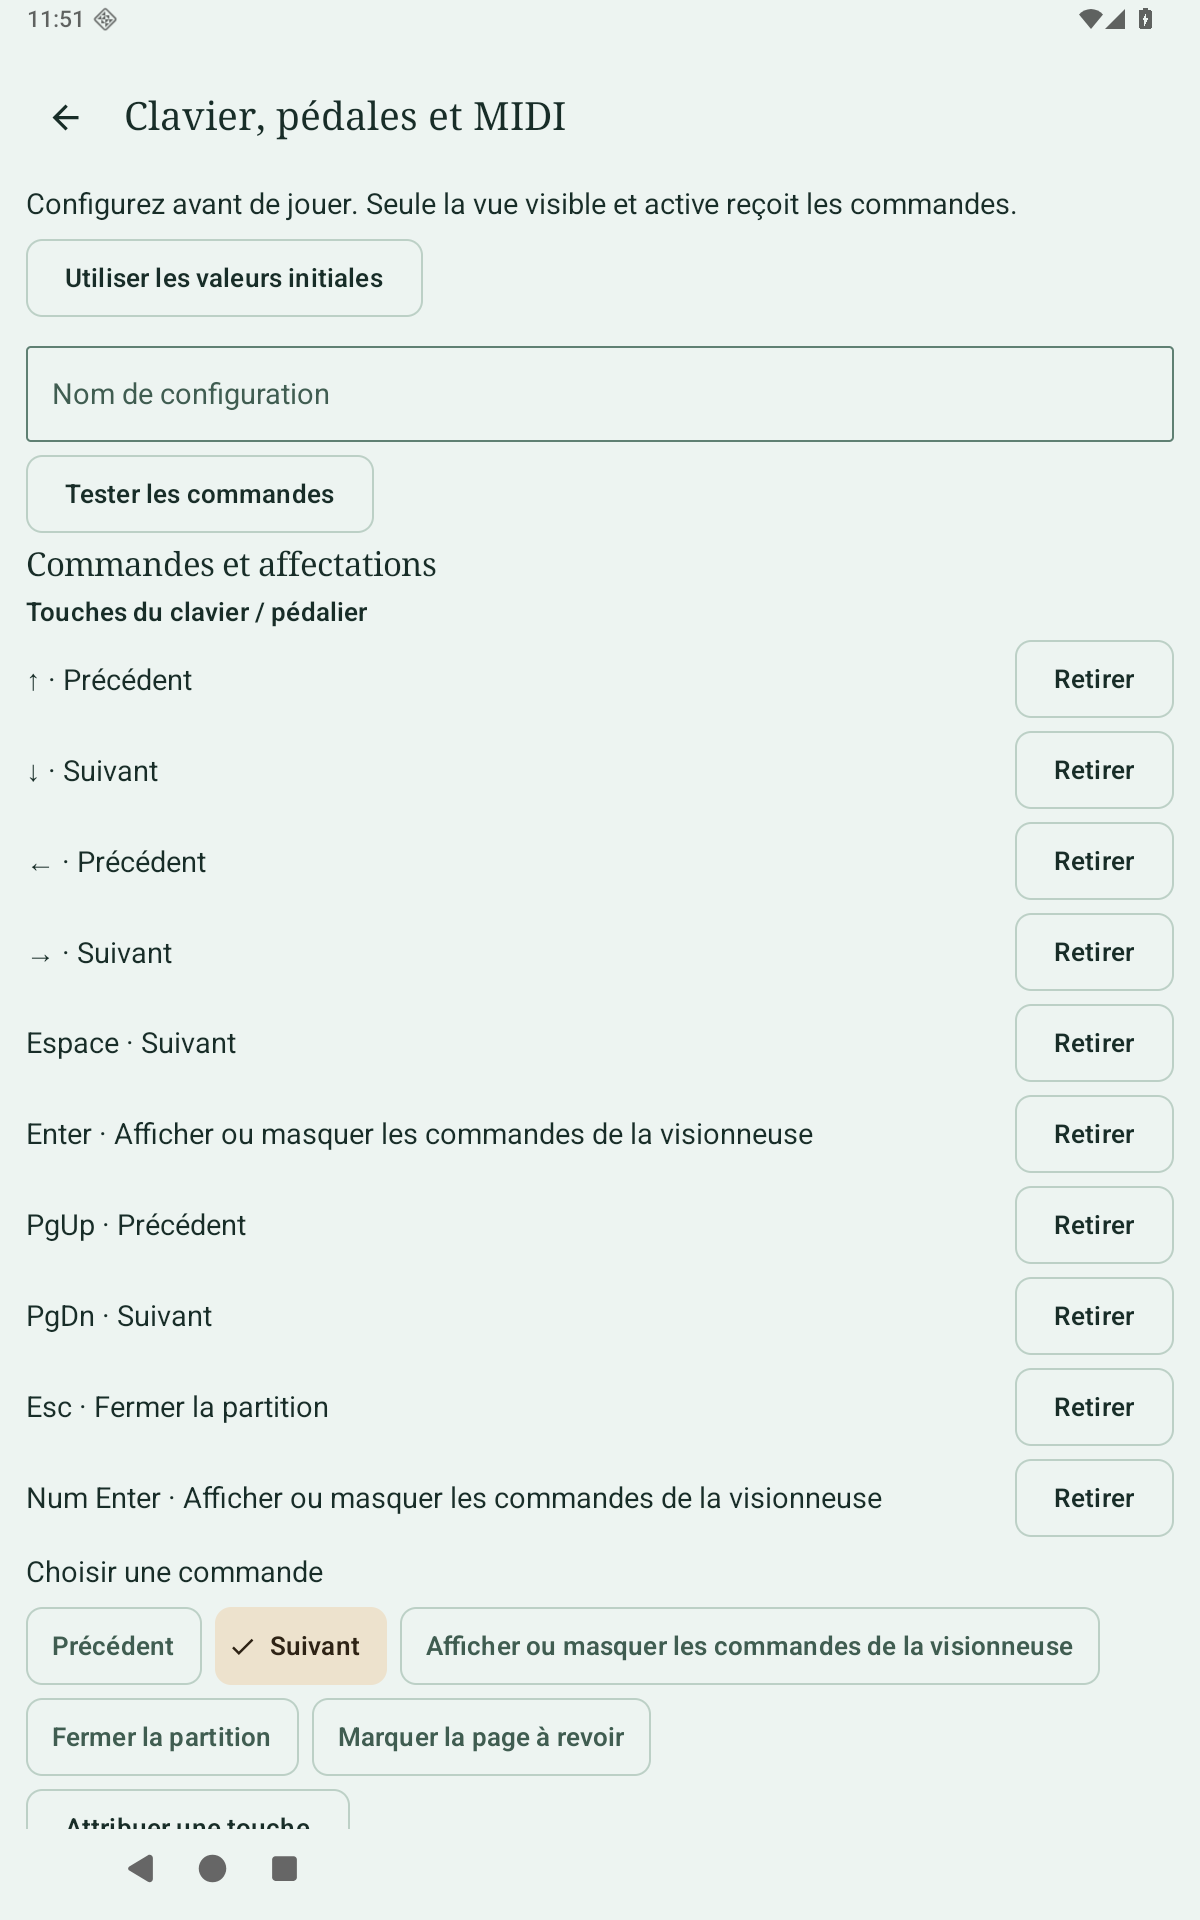 11:51
Clavier, pédales et MIDI
Configurez avant de jouer. Seule la vue visible et active reçoit les commandes.
Utiliser les valeurs initiales
Nom de configuration
Tester les commandes
Commandes et affectations
Touches du clavier / pédalier
↑ · Précédent Retirer
↓ · Suivant Retirer
← · Précédent Retirer
→ · Suivant Retirer
Espace · Suivant Retirer
Enter · Afficher ou masquer les commandes de la visionneuse Retirer
PgUp · Précédent Retirer
PgDn · Suivant Retirer
Esc · Fermer la partition Retirer
Num Enter · Afficher ou masquer les commandes de la visionneuse Retirer
Choisir une commande
Précédent Suivant Afficher ou masquer les commandes de la visionneuse
Fermer la partition Marquer la page à revoir
Attribuer une touche